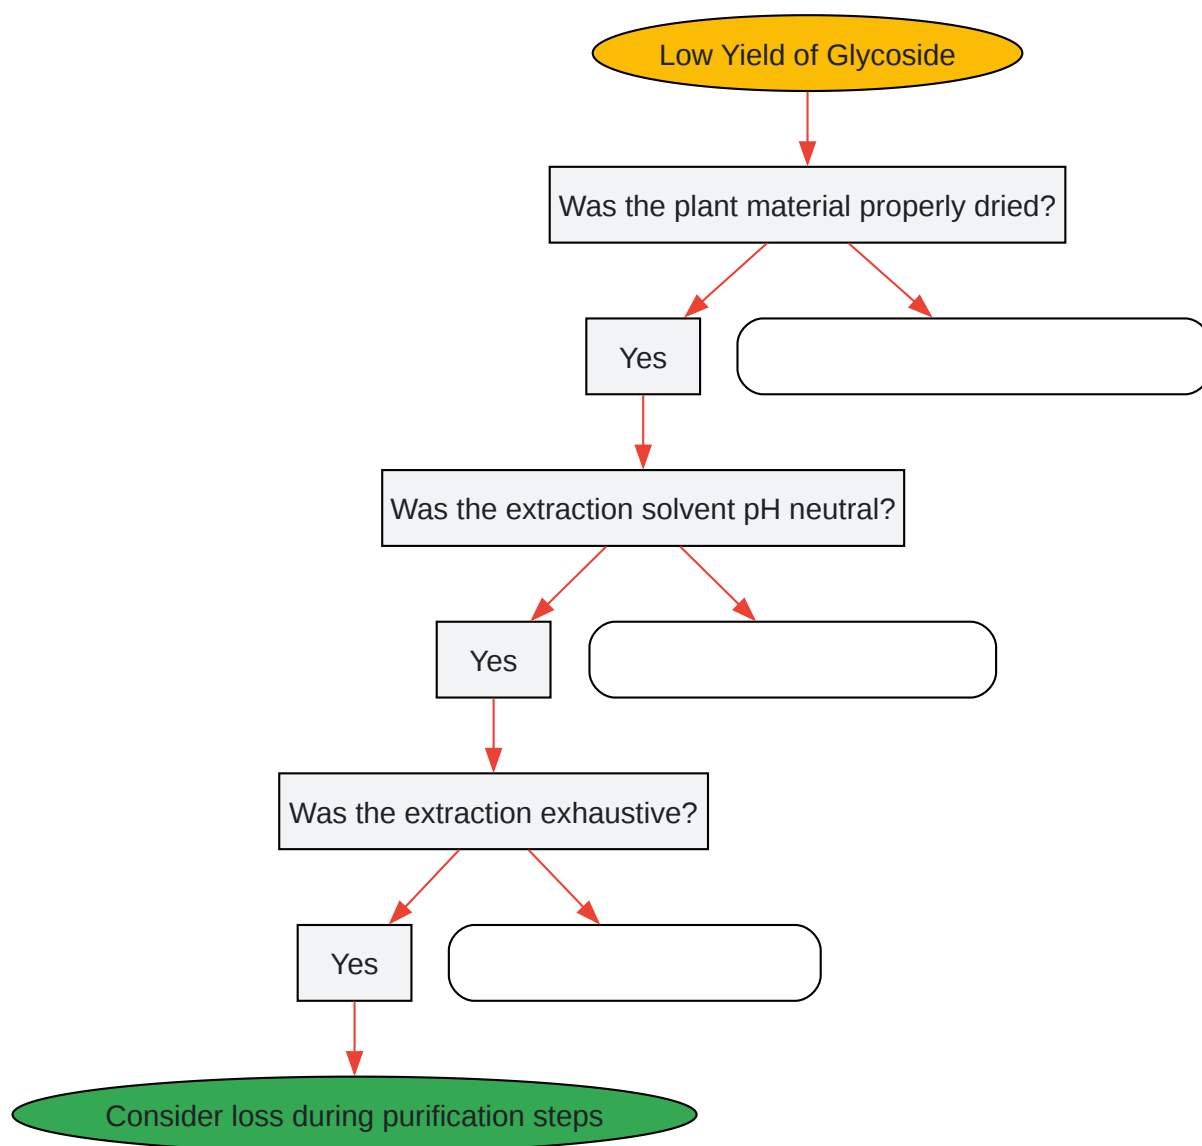 Low Yield of Glycoside
Was the plant material properly dried?
Yes
Was the extraction solvent pH neutral?
Yes
Was the extraction exhaustive?
Yes
Consider loss during purification steps